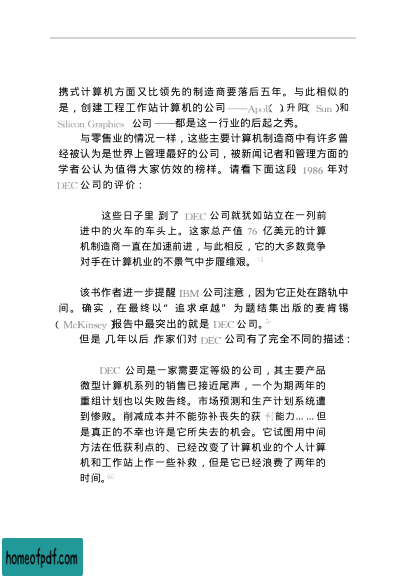 携式计算机方面又比领先的制造商要落后五年。与此相似的
是，创建工程工作站计算机的公司——Apoll( )、升阳( Sun )和
Silicon Graphics 公司——都是这一行业的后起之秀。
与零售业的情况一样，这些主要计算机制造商中有许多曾
经被认为是世界上管理最好的公司，被新闻记者和管理方面的
学者公认为值得大家仿效的榜样。请看下面这段 1986 年对
DEC 公司的评价：
这些日子里 到了 DEC 公司就犹如站立在一列前
进中的火车的车头上。这家总产值 76 亿美元的计算
机制造商一直在加速前进，与此相反，它的大多数竞争
对手在计算机业的不景气中步履维艰。
该书作者进一步提醒 IBM 公司注意，因为它正处在路轨中
间。确实，在最终以“追求卓越”为题结集出版的麦肯锡
( McKinsey )报告中最突出的就是 DEC 公司。
但是 几年以后 作家们对 DEC 公司有了完全不同的描述：
DEC 公司是一家需要定等级的公司，其主要产品
微型计算机系列的销售已接近尾声，一个为期两年的
重组计划也以失败告终。市场预测和生产计划系统遭
到惨败。削减成本并不能弥补丧失的获利能力……但
是真正的不幸也许是它所失去的机会。它试图用中间
方法在低获利点的、已经改变了计算机业的个人计算
机和工作站上作一些补救，但是它已经浪费了两年的
时间。
homeofpdf.com